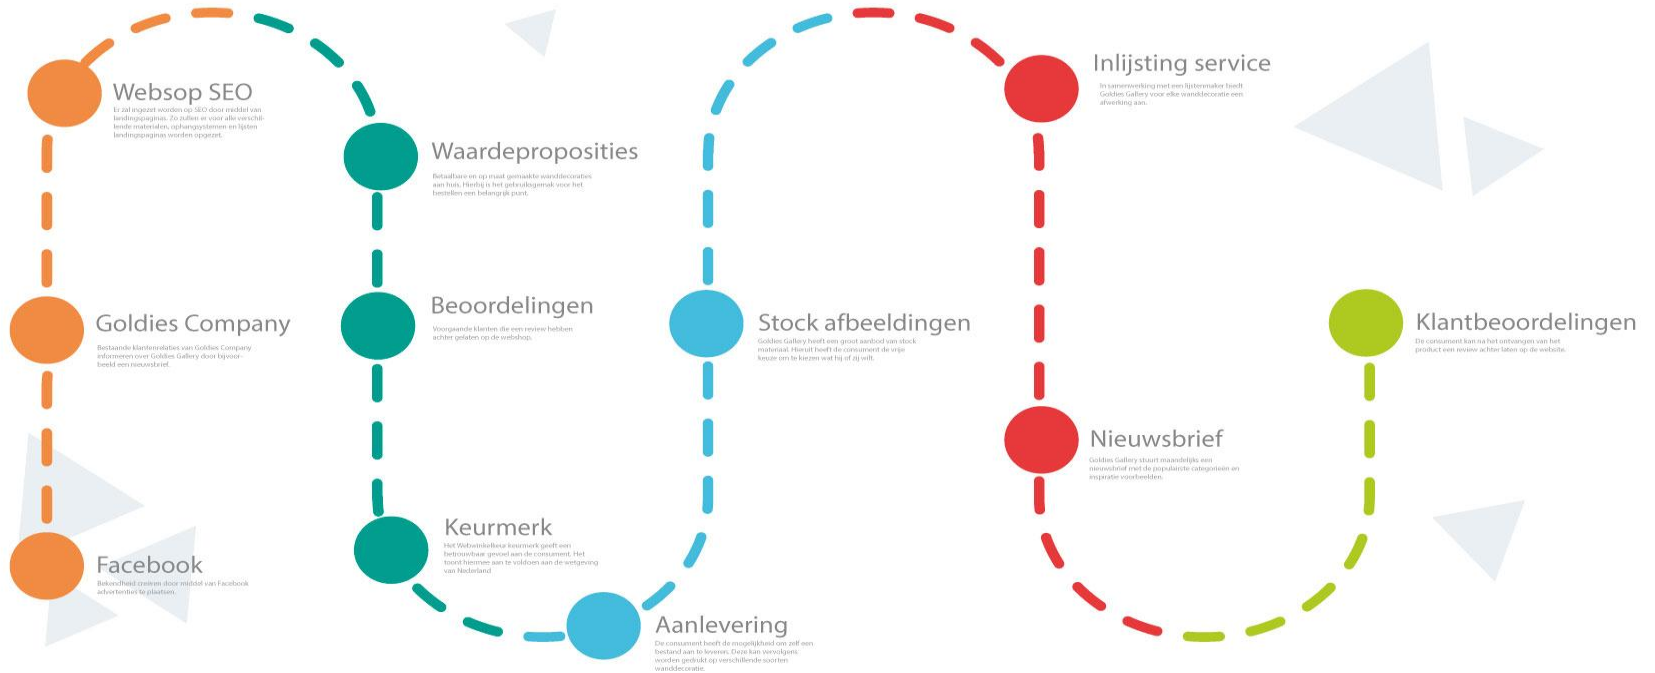 Websop SEO
Er zal ingezet worden op SEO door middel van
landingspaginas. Zo zullen er voor alle verschil-
lende materialen, ophangsystemen en lijsten
landingspaginas worden opgezet.
Goldies Company
Bestaande klantenrelaties van Goldies Company
informeren over Goldies Gallery door bijvoor-
beeld een nieuwsbrief.
Facebook
Bekendheid creëren door middel van Facebook
advertenties te plaatsen.
Waardeproposities
Betaalbare en op maat gemaakte wanddecoraties
aan huis. Hierbij is het gebruiksgemak voor het
bestellen een belangrijk punt.
Beoordelingen
Voorgaande klanten die een review hebben
achter gelaten op de webshop.
Keurmerk
Het Webwinkelkeur keurmerk geeft een
betrouwbaar gevoel aan de consument. Het
toont hiermee aan te voldoen aan de wetgeving
van Nederland
Aanlevering
De consument heeft de mogelijkheid om zelf een
bestand aan te leveren. Deze kan vervolgens
worden gedrukt op verschillende soorten
wanddecoratie.
Stock afbeeldingen
Goldies Gallery heeft een groot aanbod van stock
materiaal. Hieruit heeft de consument de vrije
keuze om te kiezen wat hij of zij wilt.
Inlijsting service
In samenwerking met een lijstenmaker biedt
Goldies Gallery voor elke wanddecoratie een
afwerking aan.
Nieuwsbrief
Goldies Gallery stuurt maandelijks een
nieuwsbrief met de populairste categorieën en
inspiratie voorbeelden.
Klantbeoordelingen
De consument kan na het ontvangen van het
product een review achter laten op de website.